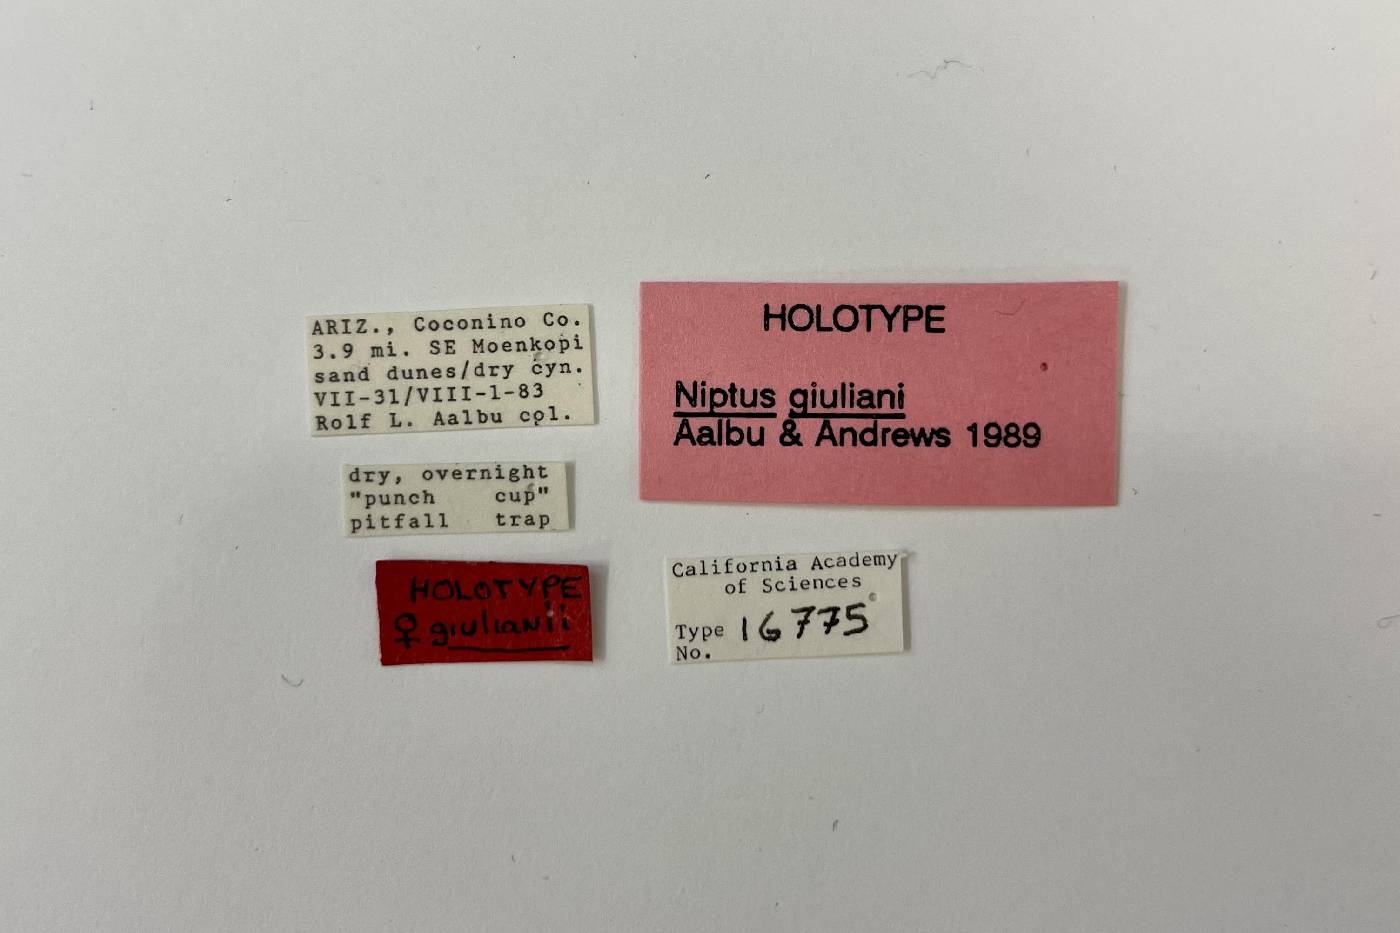 ARIZ., Coconino Co.
3.9 mi. SE Moenkopi
sand dunes/dry cyn.
VII-31/VIII-1-83
Rolf L. Aalbu col.
dry, overnight
"punch cup"
pitfall trap
HOLOTYPE
♀ giulianii
HOLOTYPE
Niptus giuliani
Aalbu & Andrews 1989
California Academy
of Sciences
Type 16775
No.